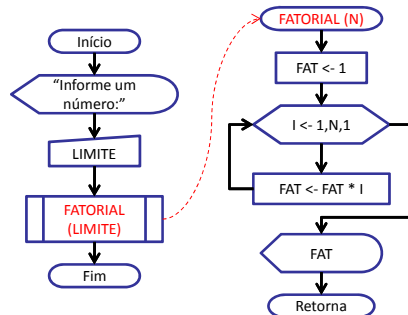 Início
“Informe um
número:”
LIMITE
FATORIAL
(LIMITE)
Fim
FATORIAL (N)
FAT <- 1
I <- 1,N,1
FAT <- FAT * I
FAT
Retorna